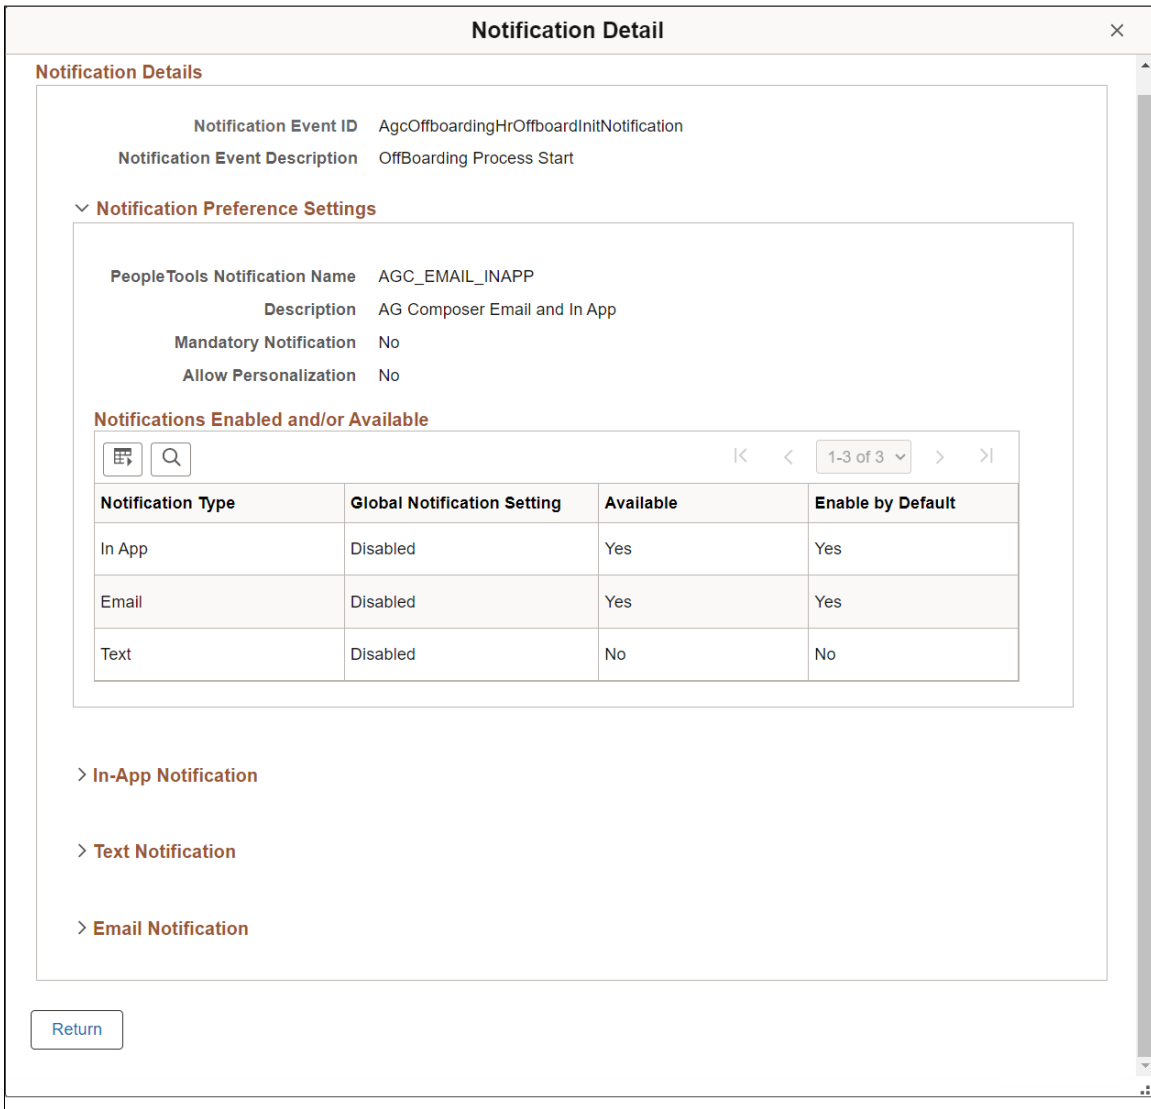 Notification Detail
Notification Details
Notification Event ID AgcOffboardingHrOffboardInitNotification
Notification Event Description OffBoarding Process Start
Notification Preference Settings
PeopleTools Notification Name AGC_EMAIL_INAPP
Description AG Composer Email and In App
Mandatory Notification No
Allow Personalization No
Notifications Enabled and/or Available
1-3 of 3
Notification Type Global Notification Setting Available Enable by Default
In App Disabled Yes Yes
Email Disabled Yes Yes
Text Disabled No No
In-App Notification
Text Notification
Email Notification
Return